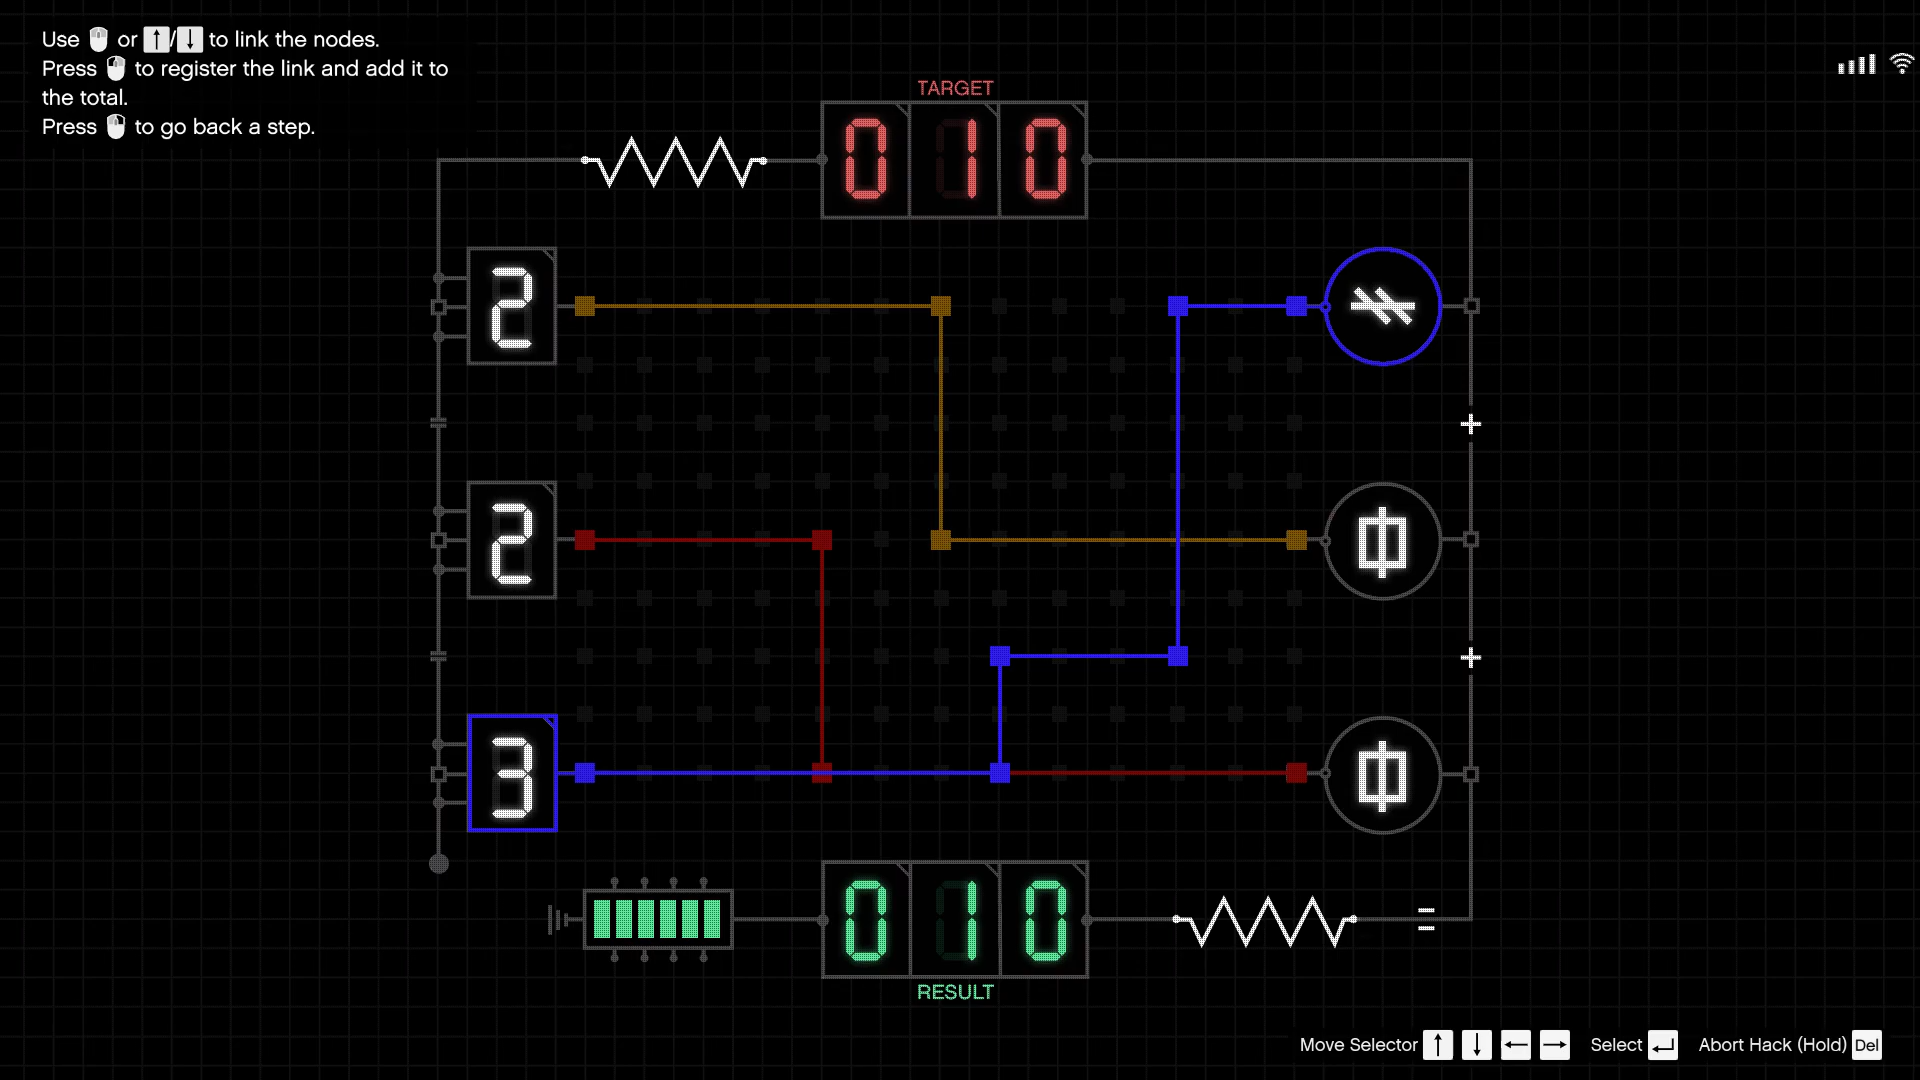 Use or ↑/↓ to link the nodes.
Press to register the link and add it to
the total.
Press to go back a step.
TARGET
010
2
2
3
+
+
=
010
RESULT
Move Selector ↑ ↓ ← → Select ↵ Abort Hack (Hold) Del